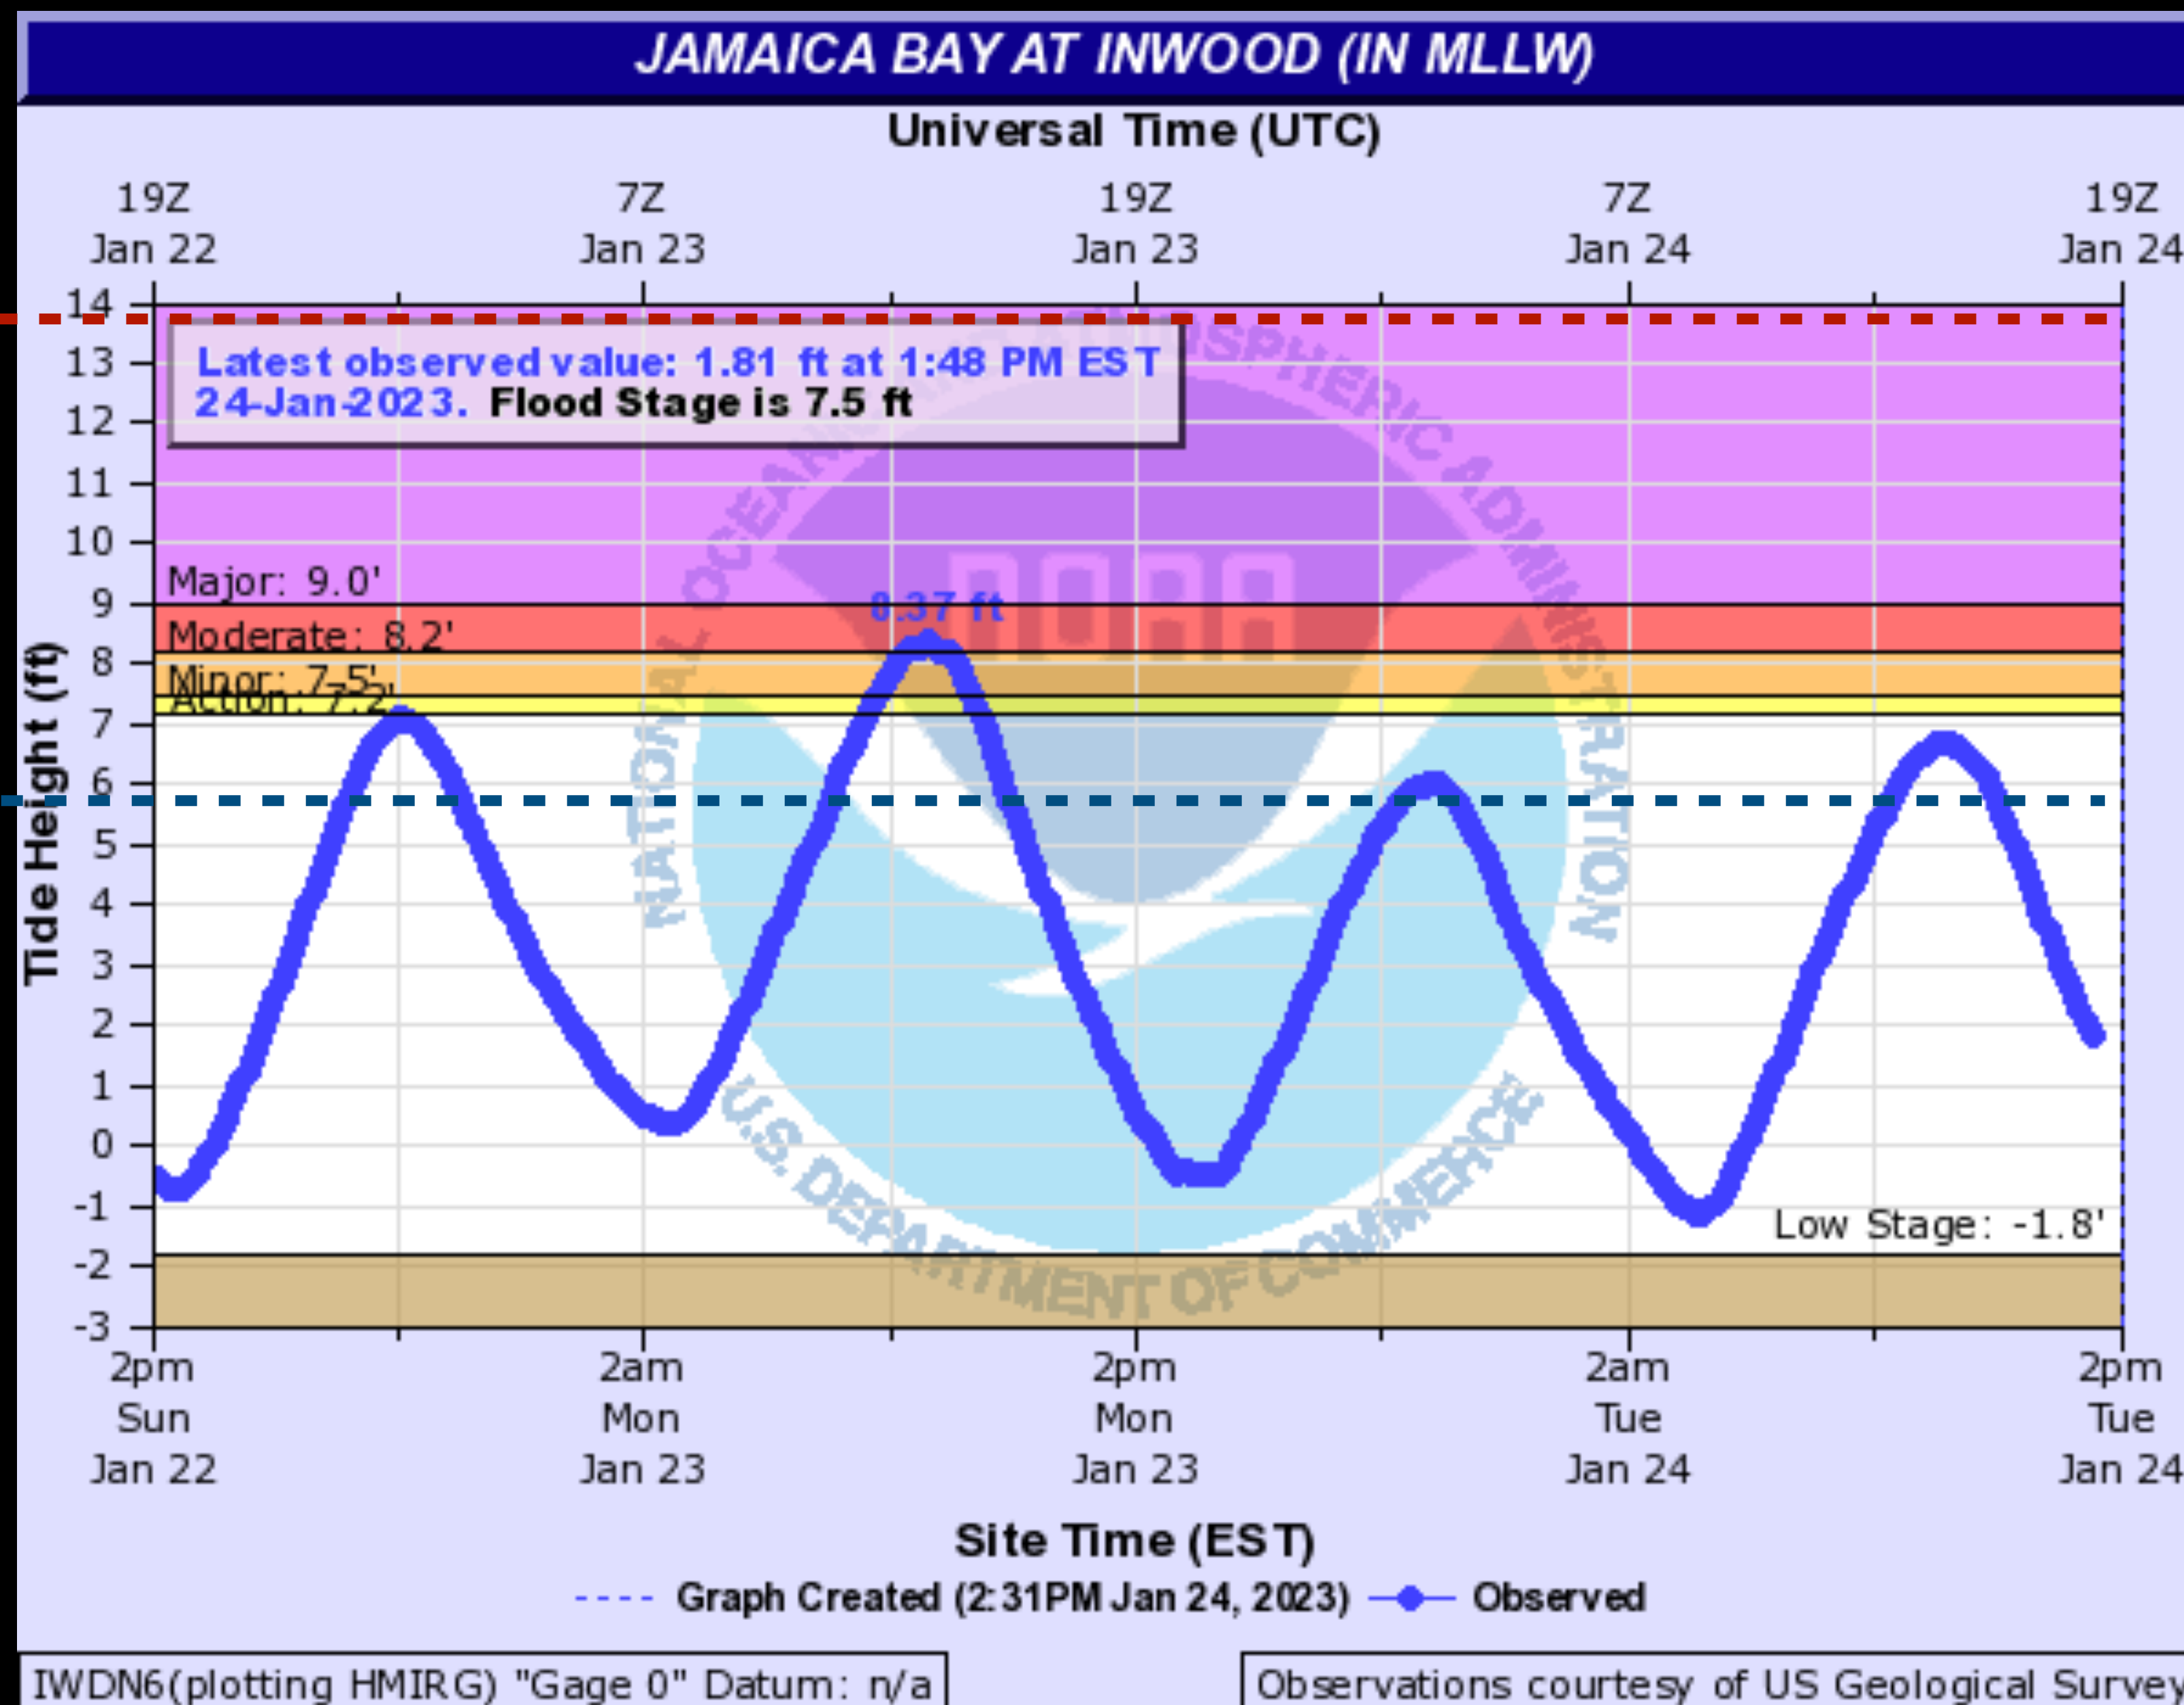 JAMAICA BAY AT INWOOD (IN MLLW)
Universal Time (UTC)
19Z 7Z 19Z 7Z 19Z
Jan 22 Jan 23 Jan 23 Jan 24 Jan 24
14
13
12
11
10
9
8
7
6
5
4
3
2
1
0
-1
-2
-3
Tide Height (ft)
Latest observed value: 1.81 ft at 1:48 PM EST
24-Jan-2023. Flood Stage is 7.5 ft
Major: 9.0'
Moderate: 8.2'
Minor: 7.5'
Action: 7.2'
8.37 ft
NOAA
NATIONAL OCEANIC AND ATMOSPHERIC ADMINISTRATION
U.S. DEPARTMENT OF COMMERCE
Low Stage: -1.8'
2pm 2am 2pm 2am 2pm
Sun Mon Mon Tue Tue
Jan 22 Jan 23 Jan 23 Jan 24 Jan 24
Site Time (EST)
Graph Created (2:31PM Jan 24, 2023) Observed
IWDN6(plotting HMIRG) "Gage 0" Datum: n/a
Observations courtesy of US Geological Survey